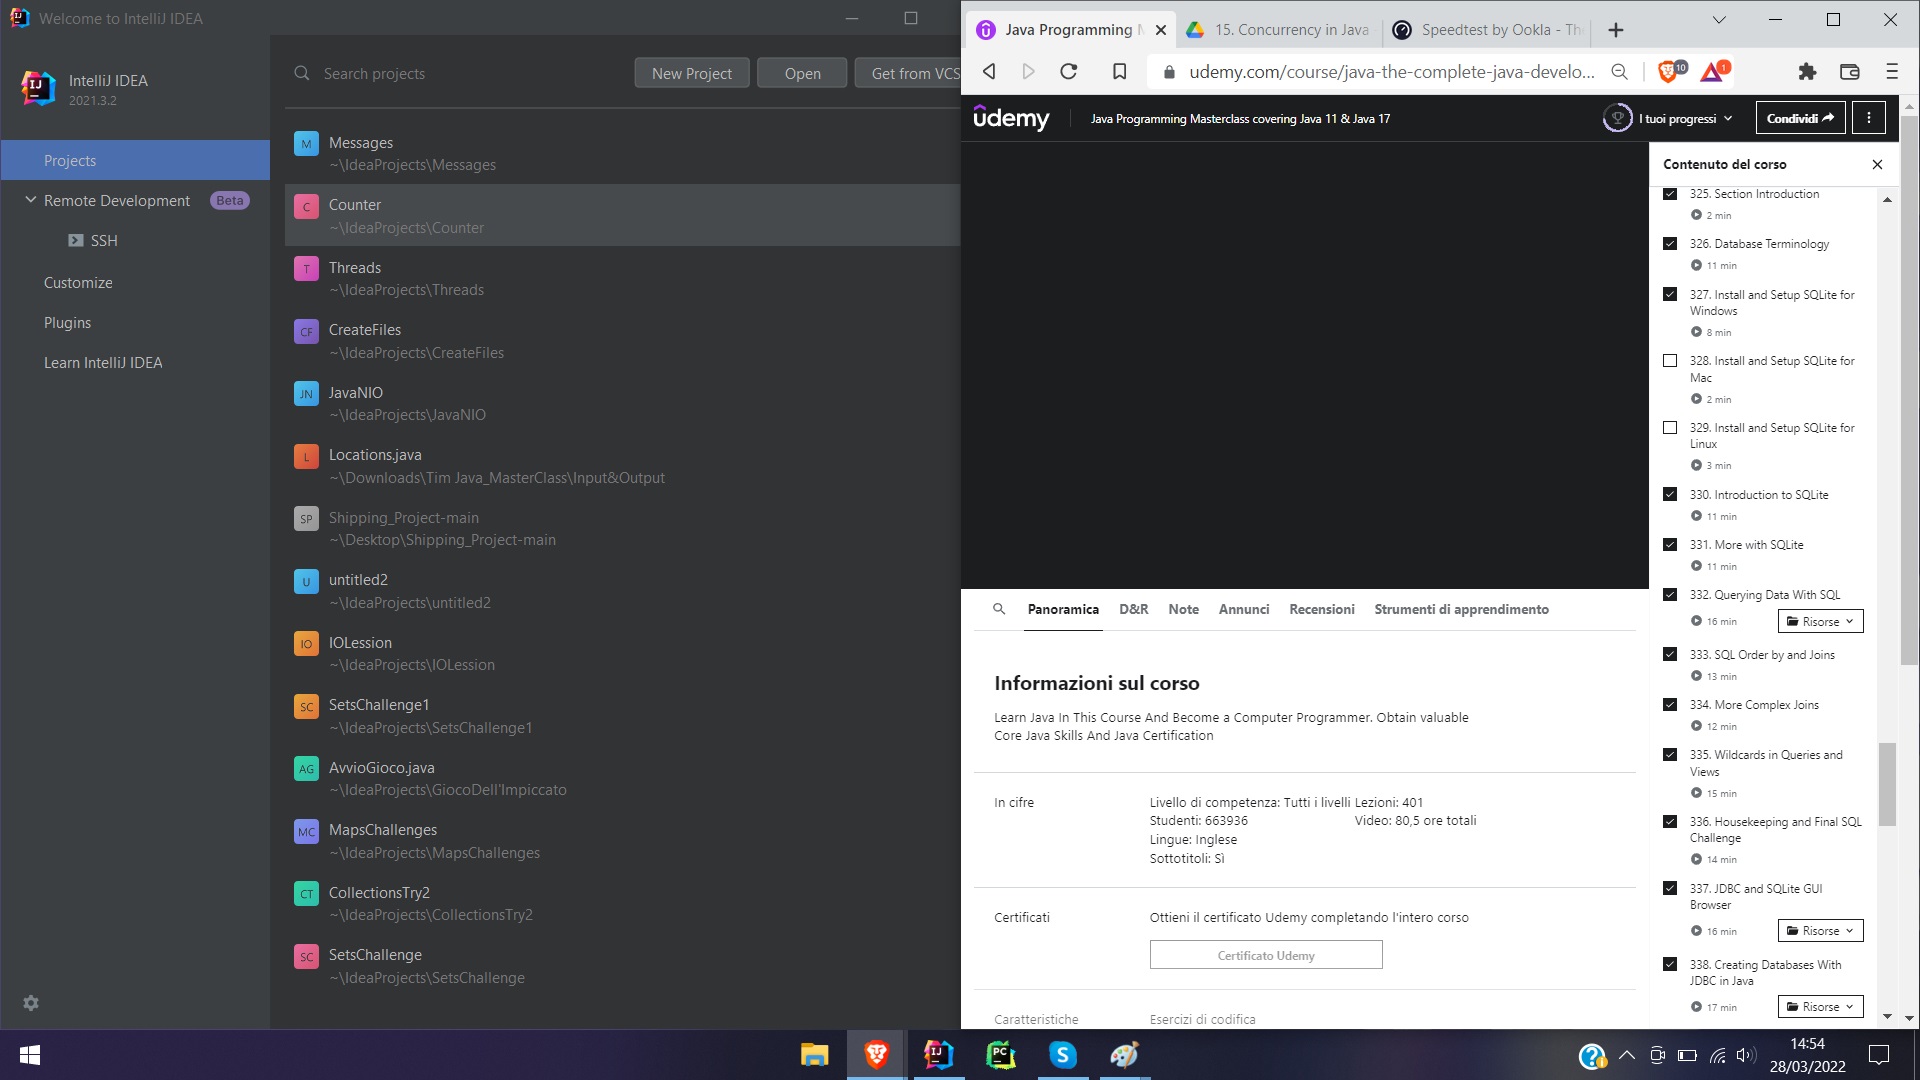 Welcome to IntelliJ IDEA
IntelliJ IDEA
2021.3.2
Projects
Remote Development Beta
SSH
Customize
Plugins
Learn IntelliJ IDEA
Search projects
New Project
Open
Get from VCS
M
Messages
~\IdeaProjects\Messages
C
Counter
~\IdeaProjects\Counter
T
Threads
~\IdeaProjects\Threads
CF
CreateFiles
~\IdeaProjects\CreateFiles
JN
JavaNIO
~\IdeaProjects\JavaNIO
L
Locations.java
~\Downloads\Tim Java_MasterClass\Input&Output
SP
Shipping_Project-main
~\Desktop\Shipping_Project-main
U
untitled2
~\IdeaProjects\untitled2
IO
IOLession
~\IdeaProjects\IOLession
SC
SetsChallenge1
~\IdeaProjects\SetsChallenge1
AG
AvvioGioco.java
~\IdeaProjects\GiocoDell'Impiccato
MC
MapsChallenges
~\IdeaProjects\MapsChallenges
CT
CollectionsTry2
~\IdeaProjects\CollectionsTry2
SC
SetsChallenge
~\IdeaProjects\SetsChallenge
Java Programming M
15. Concurrency in Java
Speedtest by Ookla - Th
udemy.com/course/java-the-complete-java-develo...
10
1
udemy
Java Programming Masterclass covering Java 11 & Java 17
I tuoi progressi
Condividi
Panoramica
D&R
Note
Annunci
Recensioni
Strumenti di apprendimento
Informazioni sul corso
Learn Java In This Course And Become a Computer Programmer. Obtain valuable
Core Java Skills And Java Certification
In cifre
Livello di competenza: Tutti i livelli
Studenti: 663936
Lingue: Inglese
Sottotitoli: Sì
Lezioni: 401
Video: 80,5 ore totali
Certificati
Ottieni il certificato Udemy completando l'intero corso
Certificato Udemy
Caratteristiche
Esercizi di codifica
Contenuto del corso
325. Section Introduction
2 min
326. Database Terminology
11 min
327. Install and Setup SQLite for
Windows
8 min
328. Install and Setup SQLite for
Mac
2 min
329. Install and Setup SQLite for
Linux
3 min
330. Introduction to SQLite
11 min
331. More with SQLite
11 min
332. Querying Data With SQL
16 min
Risorse
333. SQL Order by and Joins
13 min
334. More Complex Joins
12 min
335. Wildcards in Queries and
Views
15 min
336. Housekeeping and Final SQL
Challenge
14 min
337. JDBC and SQLite GUI
Browser
16 min
Risorse
338. Creating Databases With
JDBC in Java
17 min
Risorse
14:54
28/03/2022